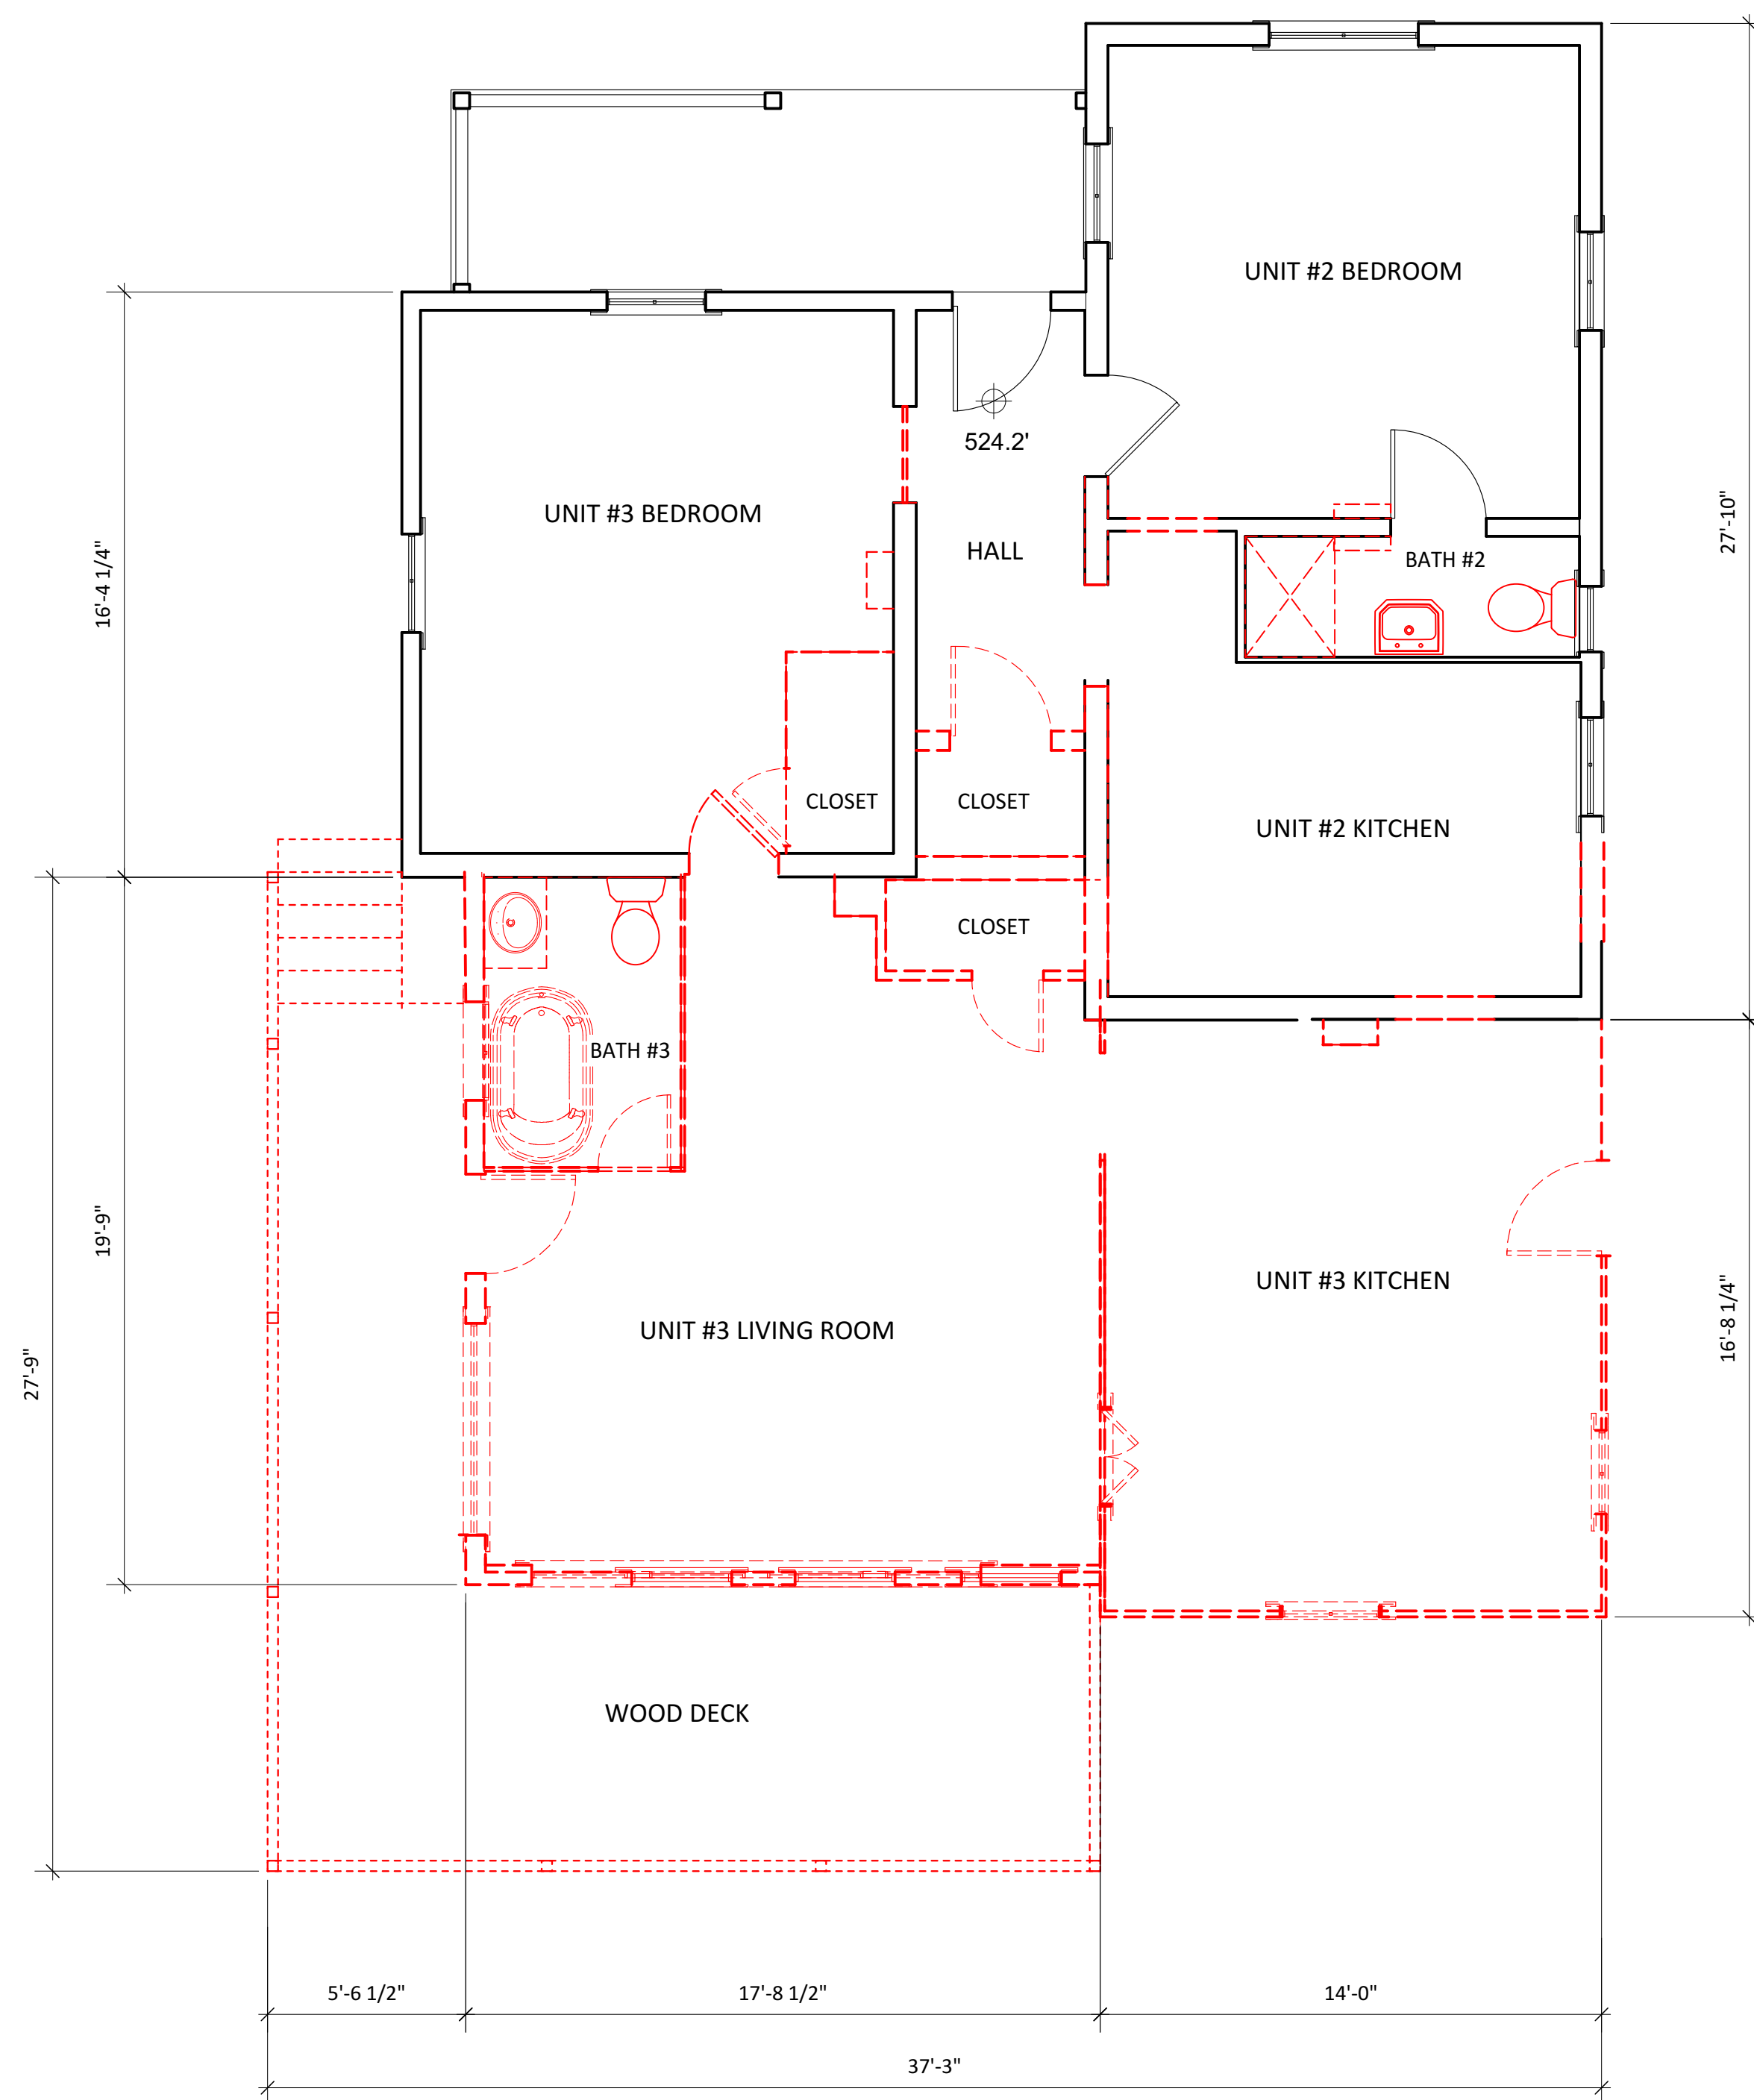 UNIT #2 BEDROOM
27'-10"
524.2'
UNIT #3 BEDROOM
HALL
BATH #2
16'-4 1/4"
CLOSET
CLOSET
UNIT #2 KITCHEN
CLOSET
BATH #3
19'-9"
UNIT #3 KITCHEN
16'-8 1/4"
UNIT #3 LIVING ROOM
27'-9"
WOOD DECK
5'-6 1/2"
17'-8 1/2"
14'-0"
37'-3"